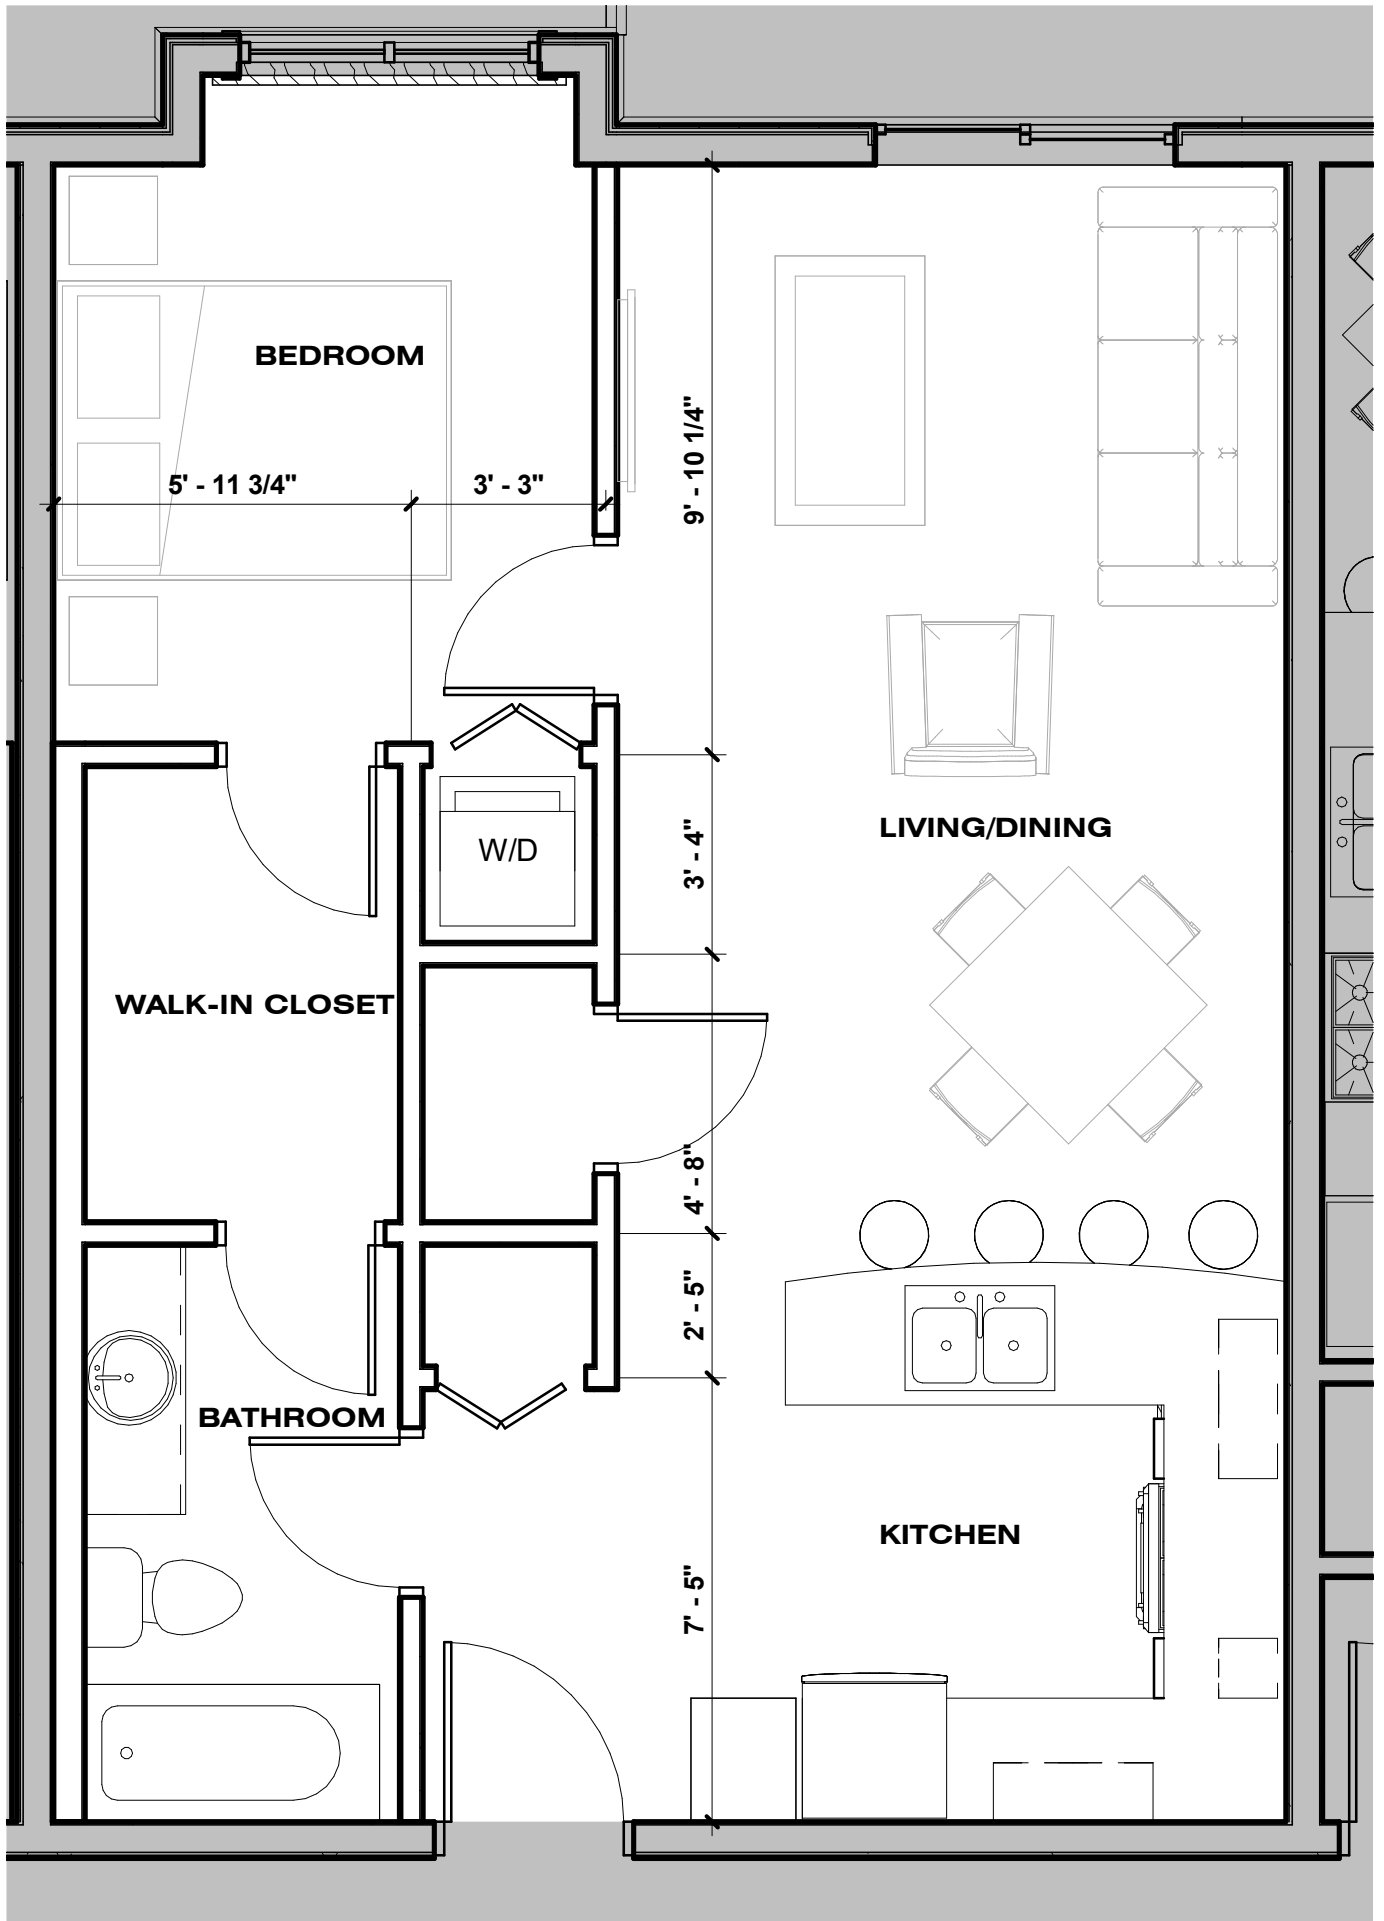 BEDROOM
9' - 10 1/4"
5' - 11 3/4"
3' - 3"
LIVING/DINING
3' - 4"
W/D
WALK-IN CLOSET
4' - 8"
2' - 5"
BATHROOM
KITCHEN
7' - 5"